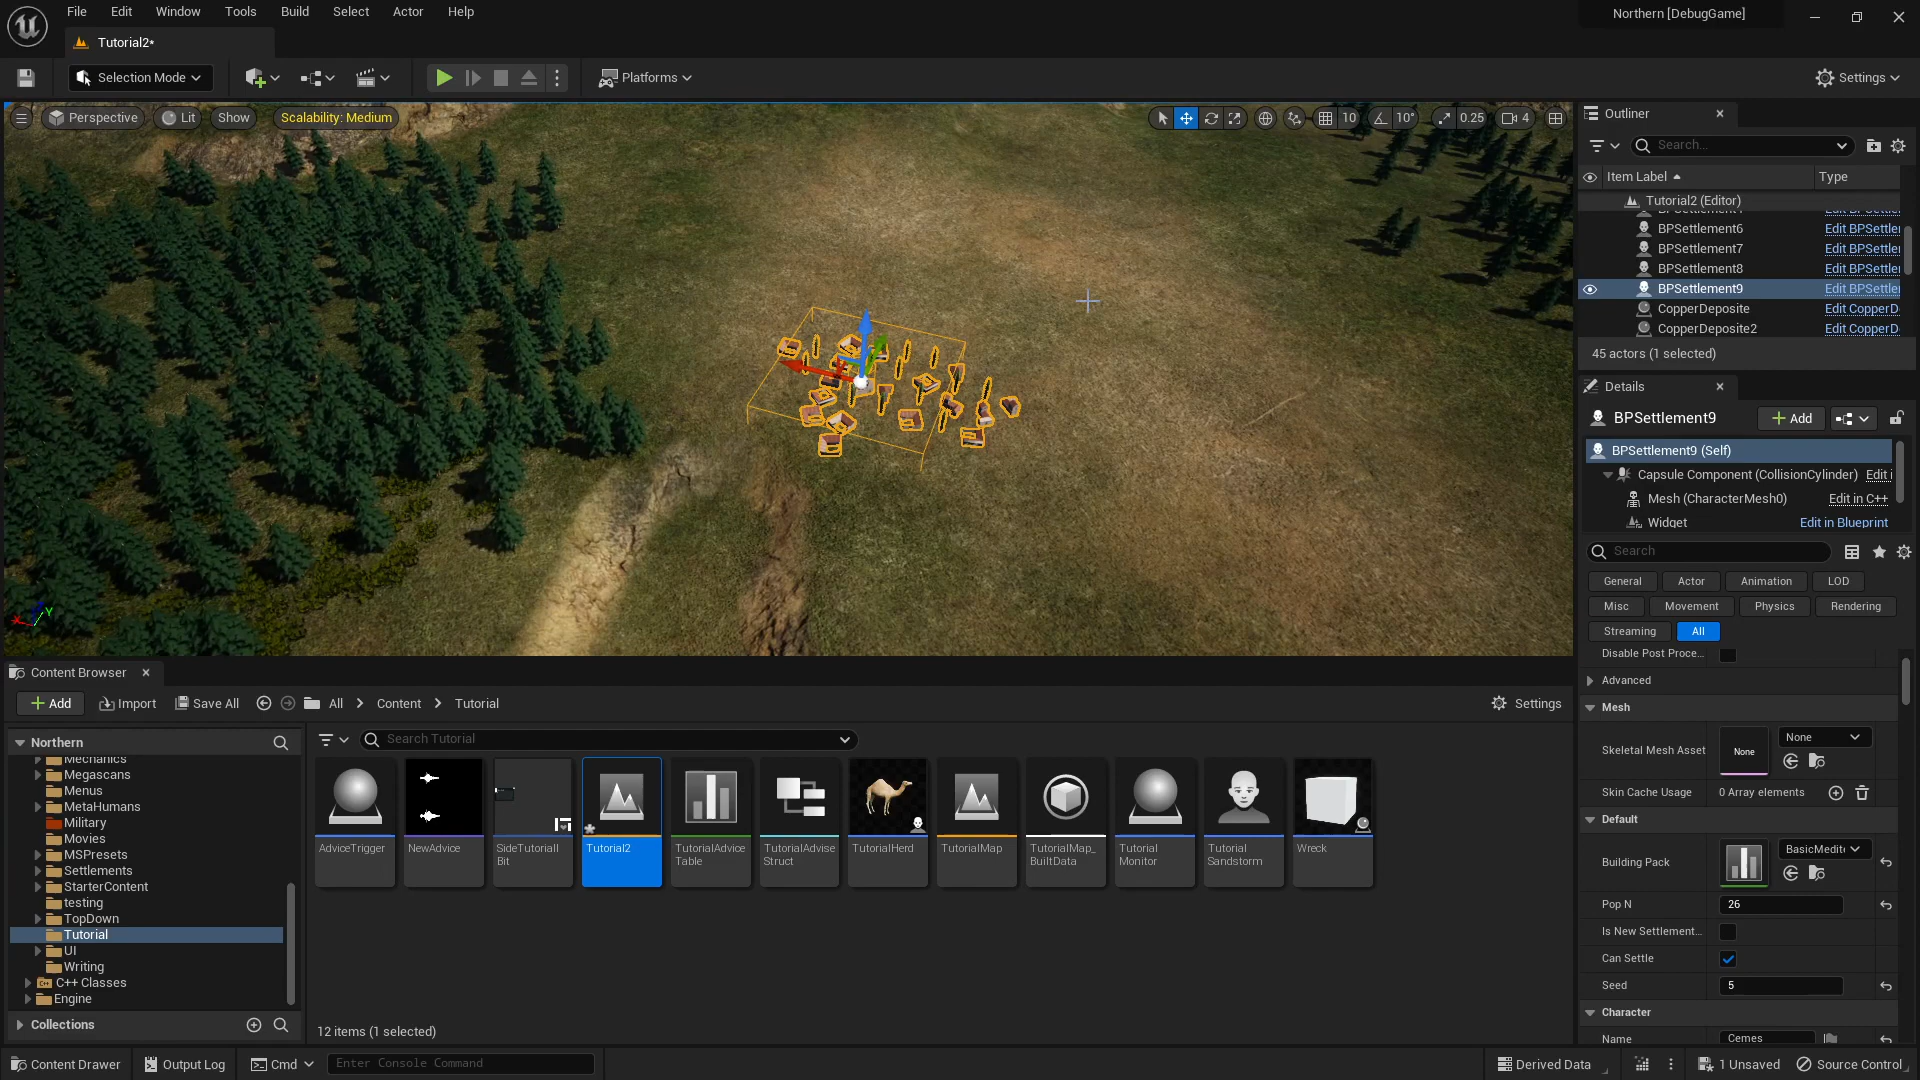 File Edit Window Tools Build Select Actor Help
Northern [DebugGame]
Tutorial2*
Selection Mode
Platforms
Settings
Perspective Lit Show Scalability: Medium
10 10° 0.25 4
Outliner
Search...
Item Label Type
Tutorial2 (Editor)
BPSettlement6 Edit BPSettler
BPSettlement7 Edit BPSettler
BPSettlement8 Edit BPSettler
BPSettlement9 Edit BPSettler
CopperDeposite Edit CopperD
CopperDeposite2 Edit CopperD
45 actors (1 selected)
Details
BPSettlement9 Add
BPSettlement9 (Self)
Capsule Component (CollisionCylinder) Edit i
Mesh (CharacterMesh0) Edit in C++
Widget Edit in Blueprint
Search
General Actor Animation LOD
Misc Movement Physics Rendering
Streaming All
Disable Post Proce...
Advanced
Mesh
Skeletal Mesh Asset None None
Skin Cache Usage 0 Array elements
Default
Building Pack BasicMedite
Pop N 26
Is New Settlement...
Can Settle
Seed 5
Character
Name Cemes
Content Browser
Add Import Save All All Content Tutorial Settings
Northern
Mechanics
Megascans
Menus
MetaHumans
Military
Movies
MSPresets
Settlements
StarterContent
testing
TopDown
Tutorial
UI
Writing
C++ Classes
Engine
Collections
Search Tutorial
AdviceTrigger
NewAdvice
SideTutorialI
Bit
Tutorial2
TutorialAdvice
Table
TutorialAdvise
Struct
TutorialHerd
TutorialMap
TutorialMap_
BuiltData
Tutorial
Monitor
Tutorial
Sandstorm
Wreck
12 items (1 selected)
Content Drawer Output Log Cmd Enter Console Command Derived Data 1 Unsaved Source Control